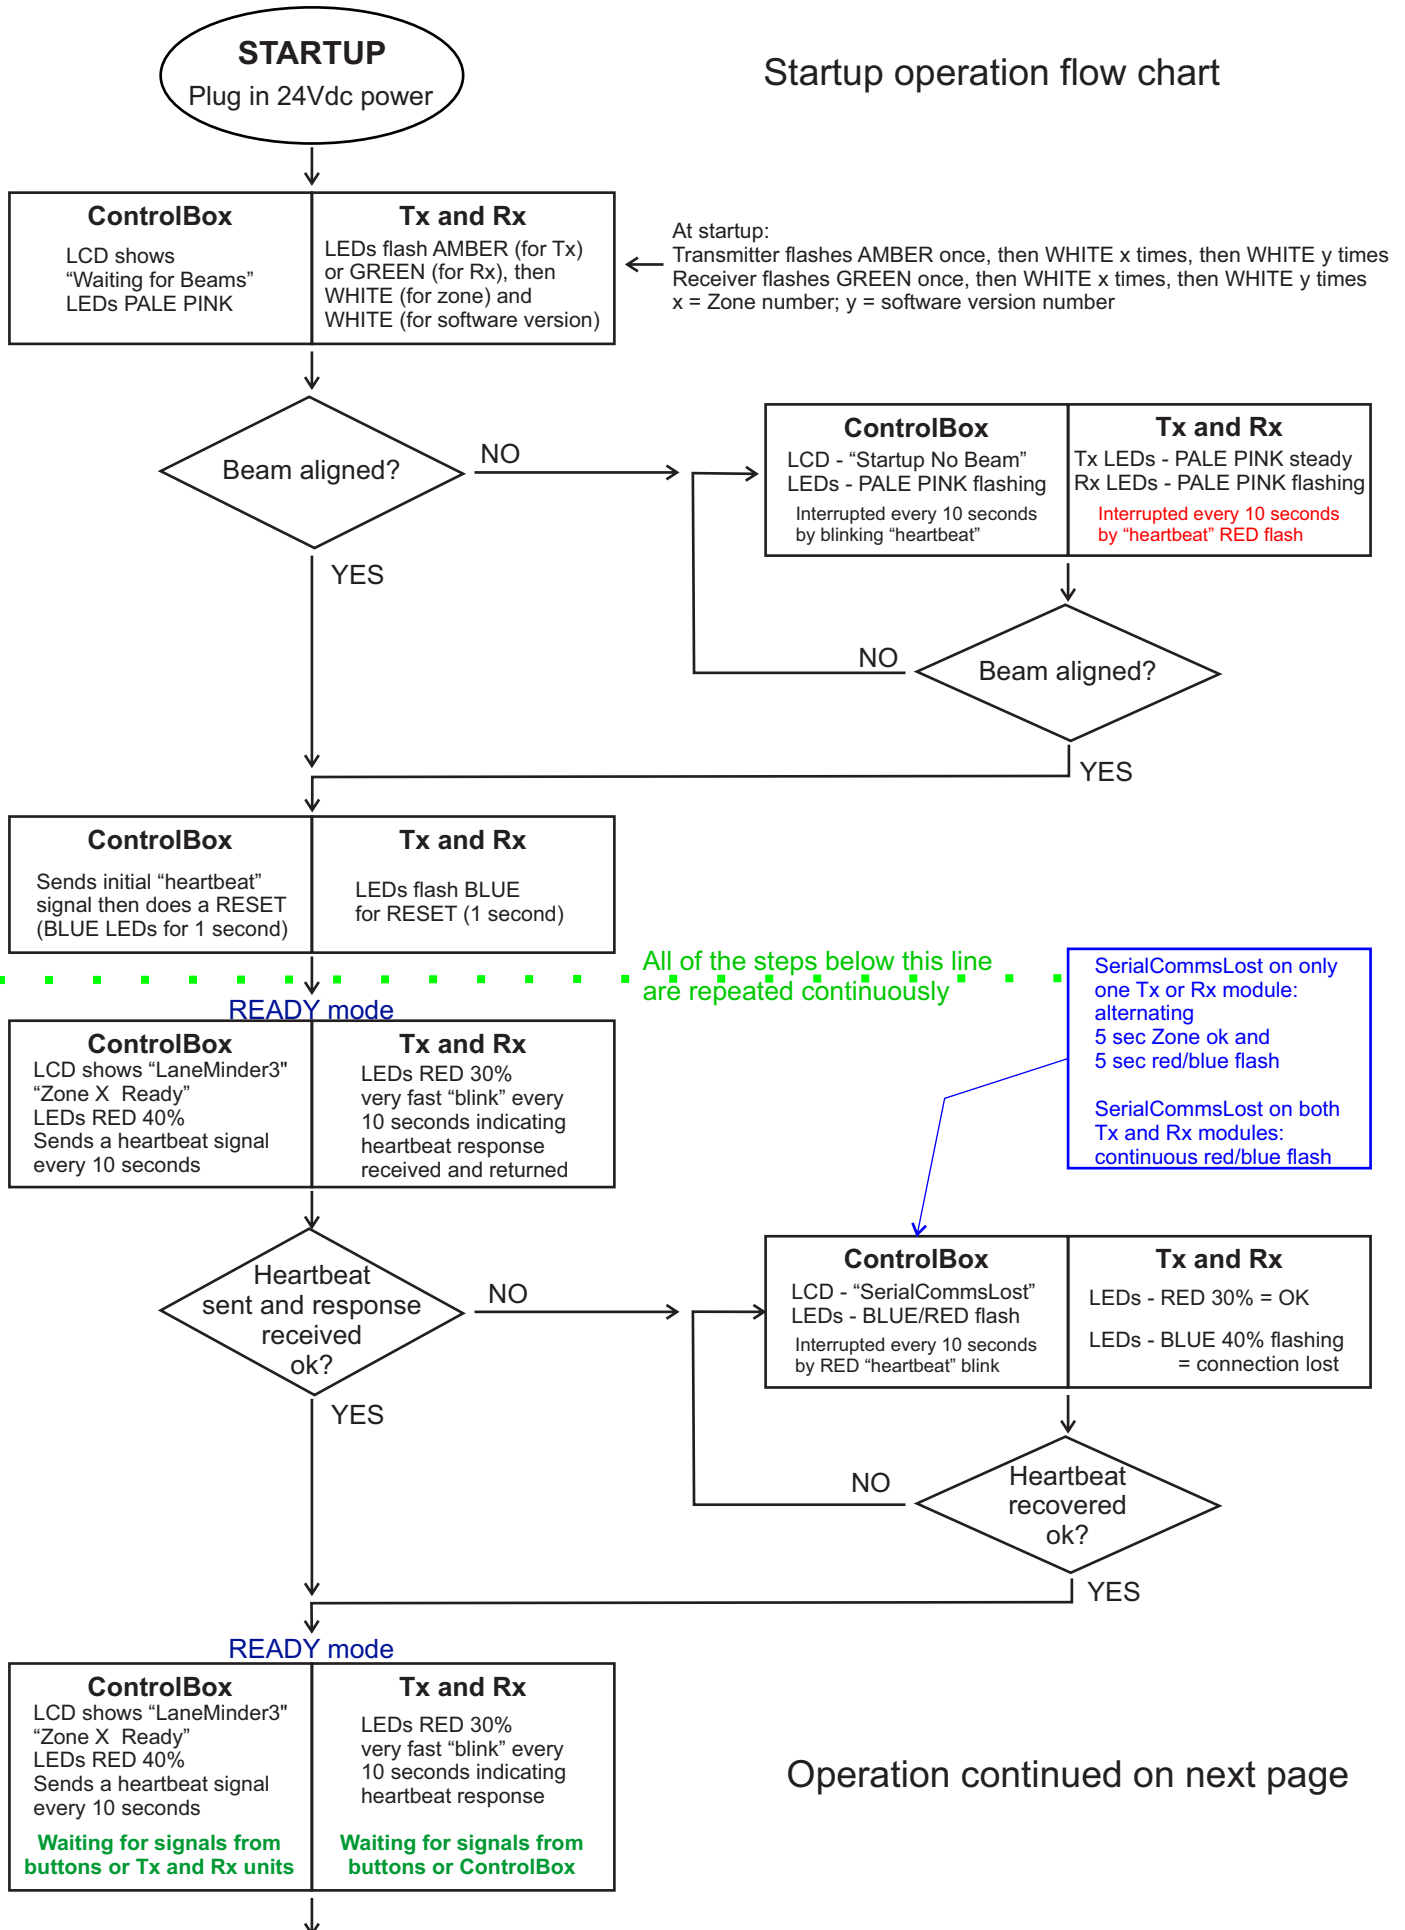 STARTUP
Plug in 24Vdc power
Startup operation flow chart
ControlBox
LCD shows
“Waiting for Beams”
LEDs PALE PINK
Tx and Rx
LEDs flash AMBER (for Tx)
or GREEN (for Rx), then
WHITE (for zone) and
WHITE (for software version)
At startup:
Transmitter flashes AMBER once, then WHITE x times, then WHITE y times
Receiver flashes GREEN once, then WHITE x times, then WHITE y times
x = Zone number; y = software version number
Beam aligned?
NO
YES
ControlBox
LCD - “Startup No Beam”
LEDs - PALE PINK flashing
Interrupted every 10 seconds
by blinking “heartbeat”
Tx and Rx
Tx LEDs - PALE PINK steady
Rx LEDs - PALE PINK flashing
Interrupted every 10 seconds
by “heartbeat” RED flash
Beam aligned?
NO
YES
ControlBox
Sends initial “heartbeat”
signal then does a RESET
(BLUE LEDs for 1 second)
Tx and Rx
LEDs flash BLUE
for RESET (1 second)
All of the steps below this line
are repeated continuously
SerialCommsLost on only
one Tx or Rx module:
alternating
5 sec Zone ok and
5 sec red/blue flash
SerialCommsLost on both
Tx and Rx modules:
continuous red/blue flash
READY mode
ControlBox
LCD shows “LaneMinder3"
“Zone X  Ready”
LEDs RED 40%
Sends a heartbeat signal
every 10 seconds
Tx and Rx
LEDs RED 30%
very fast “blink” every
10 seconds indicating
heartbeat response
received and returned
Heartbeat
sent and response
received
ok?
NO
YES
ControlBox
LCD - “SerialCommsLost”
LEDs - BLUE/RED flash
Interrupted every 10 seconds
by RED “heartbeat” blink
Tx and Rx
LEDs - RED 30% = OK
LEDs - BLUE 40% flashing
= connection lost
Heartbeat
recovered
ok?
NO
YES
READY mode
ControlBox
LCD shows “LaneMinder3"
“Zone X  Ready”
LEDs RED 40%
Sends a heartbeat signal
every 10 seconds
Waiting for signals from
buttons or Tx and Rx units
Tx and Rx
LEDs RED 30%
very fast “blink” every
10 seconds indicating
heartbeat response
Waiting for signals from
buttons or ControlBox
Operation continued on next page